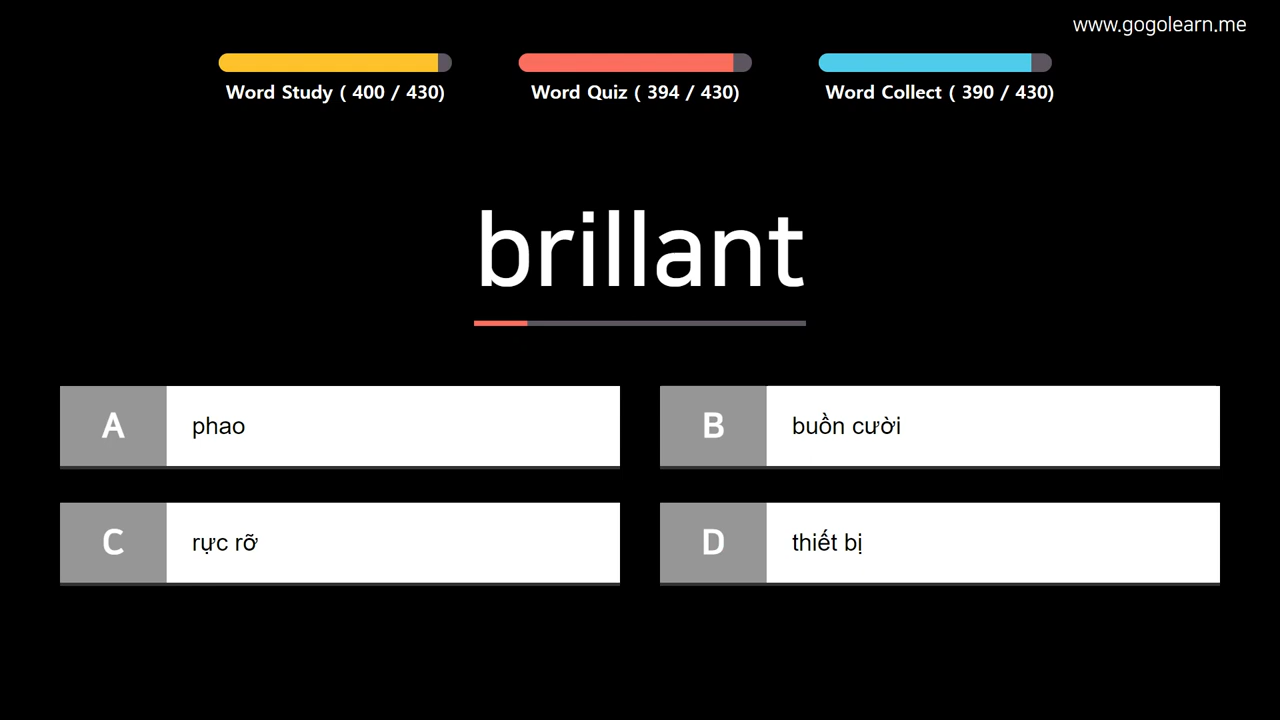 www.gogolearn.me
Word Study ( 400 / 430)
Word Quiz ( 394 / 430)
Word Collect ( 390 / 430)
brillant
A
phao
B
buồn cười
C
rực rỡ
D
thiết bị